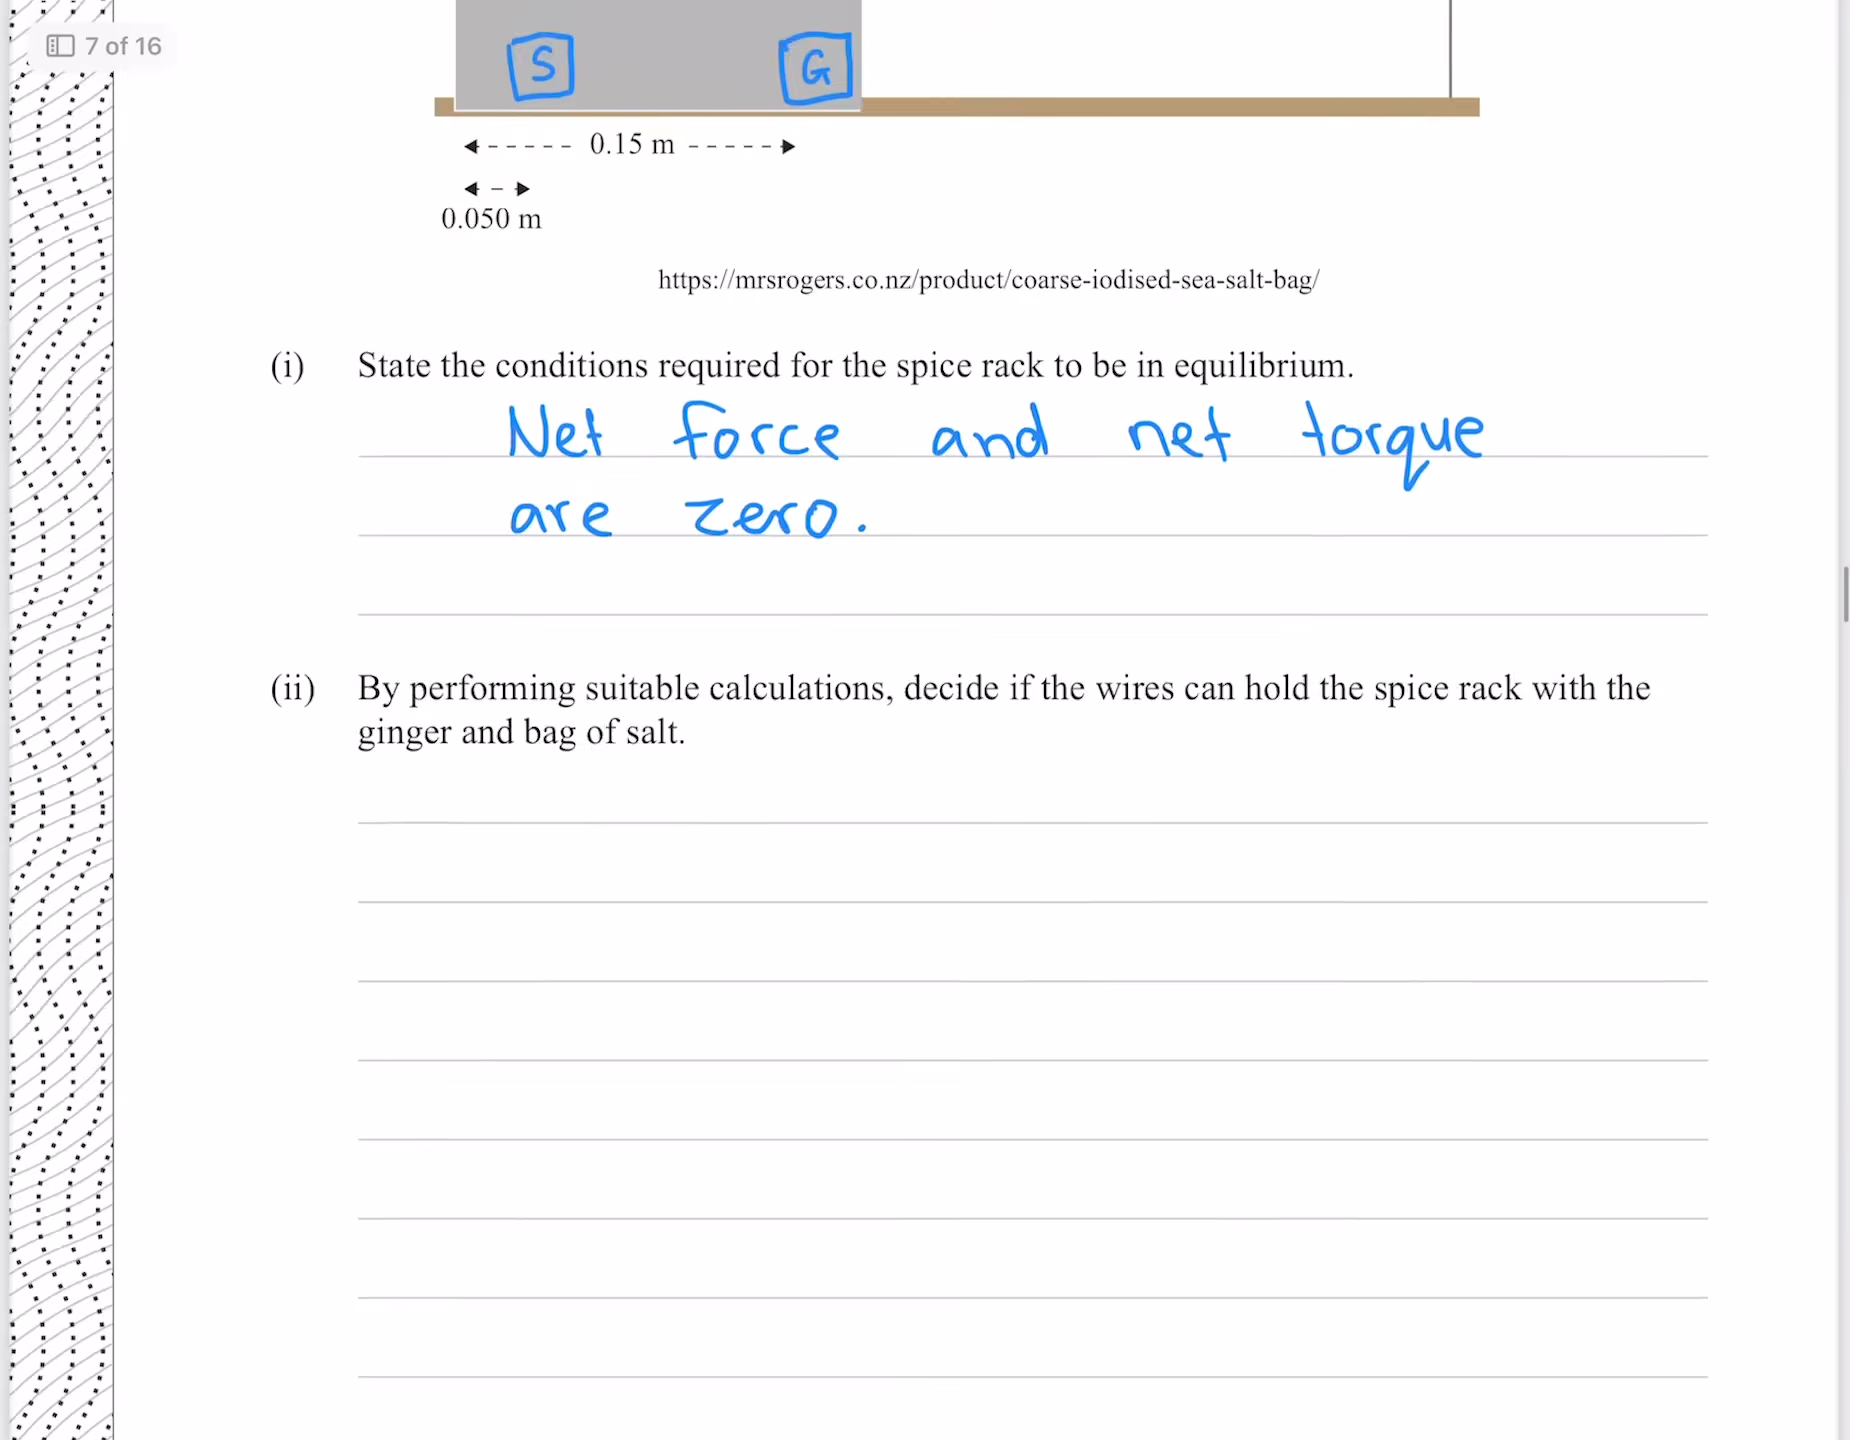 7 of 16
S
G
0.15 m
0.050 m
https://mrsrogers.co.nz/product/coarse-iodised-sea-salt-bag/
(i) State the conditions required for the spice rack to be in equilibrium.
Net force and net torque
are zero.
(ii) By performing suitable calculations, decide if the wires can hold the spice rack with the
ginger and bag of salt.